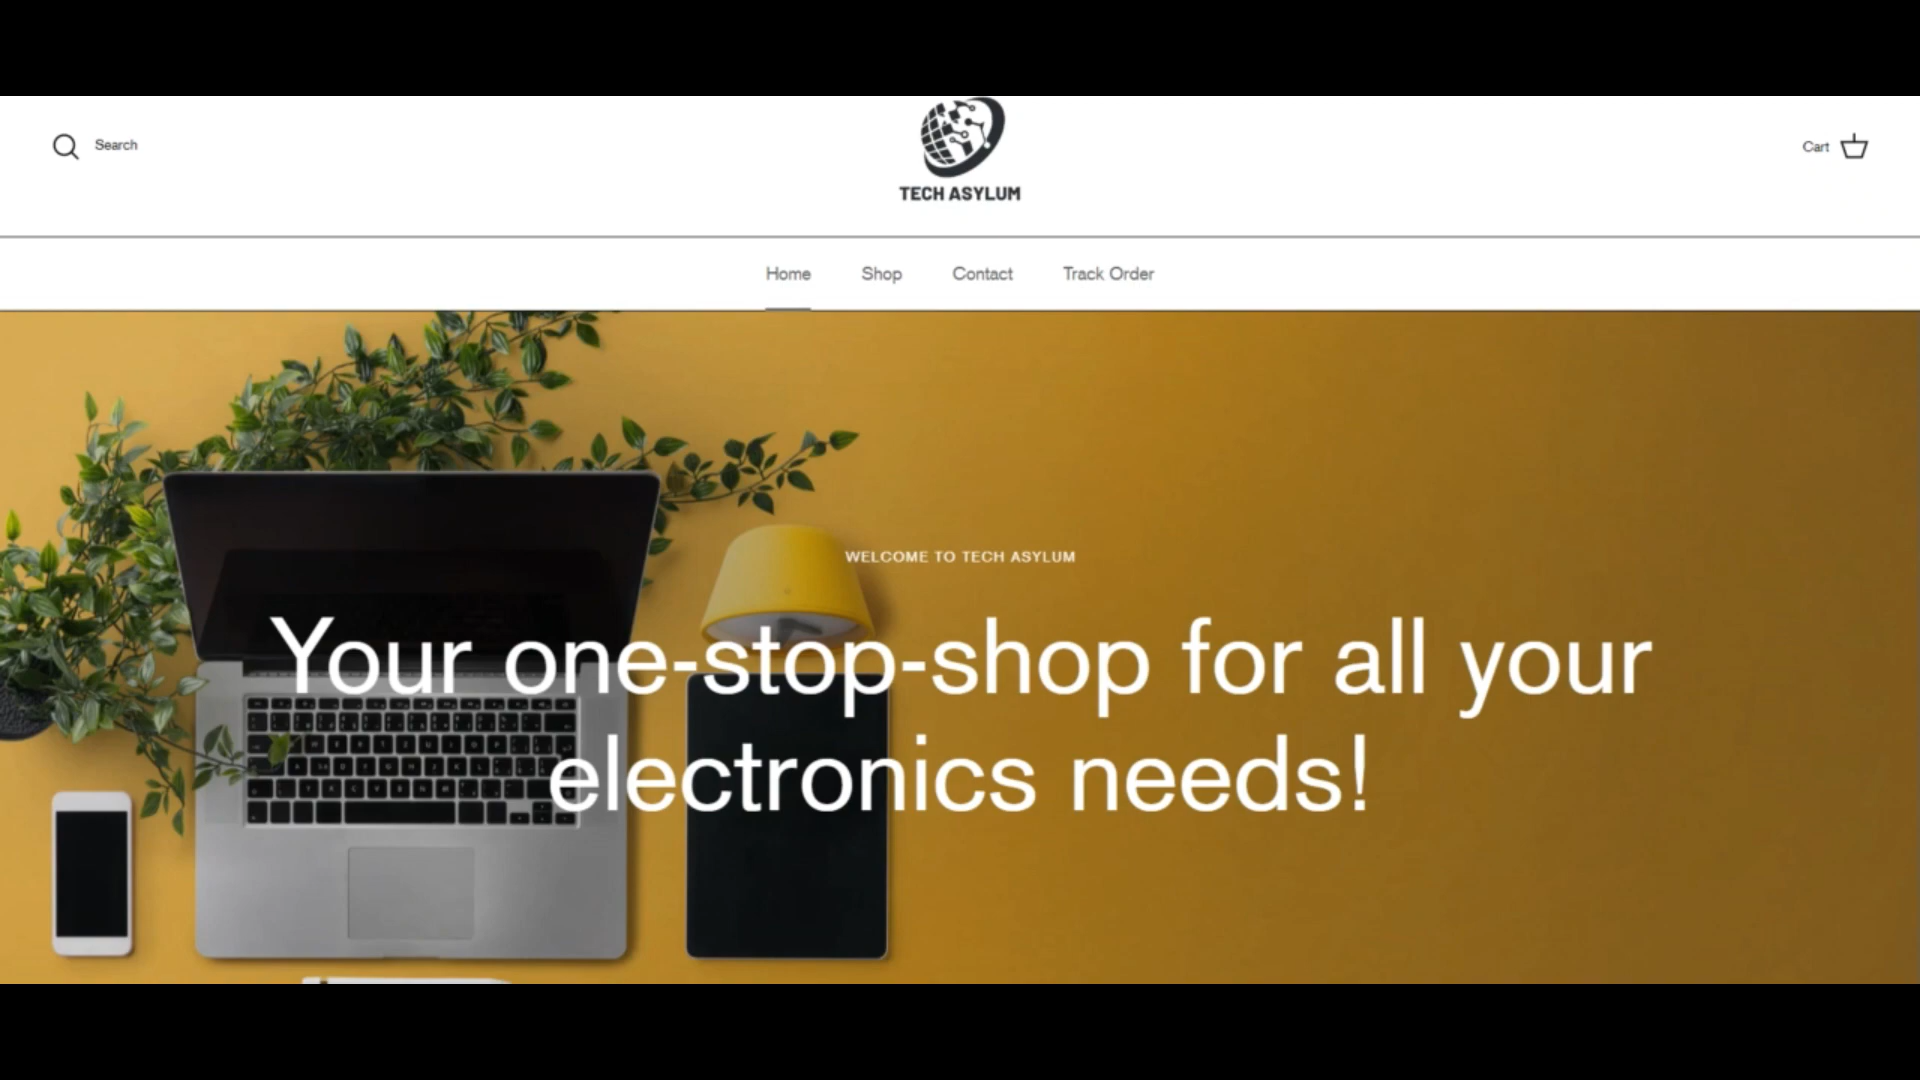 Search
TECH ASYLUM
Cart
Home Shop Contact Track Order
WELCOME TO TECH ASYLUM
Your one-stop-shop for all your
electronics needs!